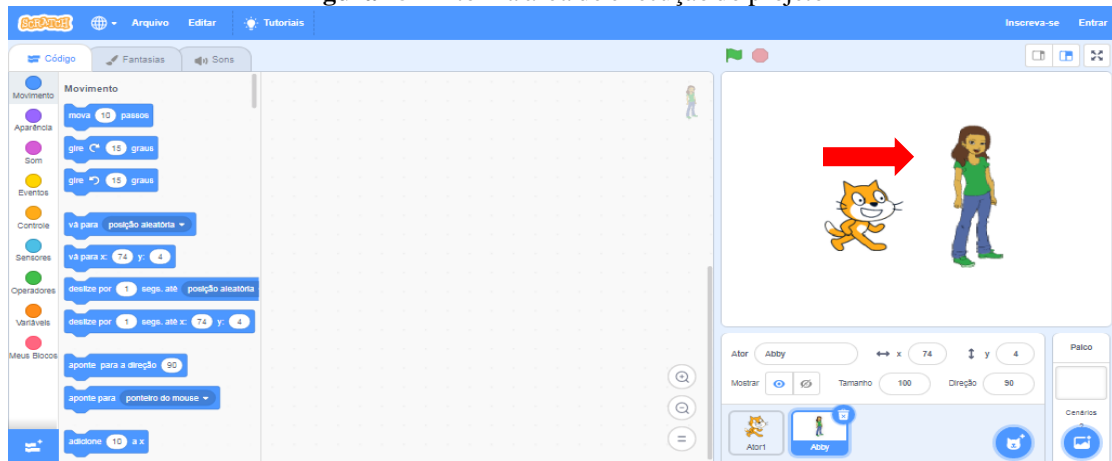 SCRATCH Arquivo Editar Tutoriais Inscreva-se Entrar
Código Fantasias Sons
Movimento
Aparência
Som
Eventos
Controle
Sensores
Operadores
Variáveis
Meus Blocos
Movimento
mova 10 passos
gire 15 graus
gire 15 graus
vá para posição aleatória
vá para x: 74 y: 4
deslize por 1 segs. até posição aleatória
deslize por 1 segs. até x: 74 y: 4
aponte para a direção 90
aponte para ponteiro do mouse
adicione 10 a x
Ator Abby x 74 y 4
Mostrar Tamanho 100 Direção 90
Ator1 Abby
Palco
Cenários